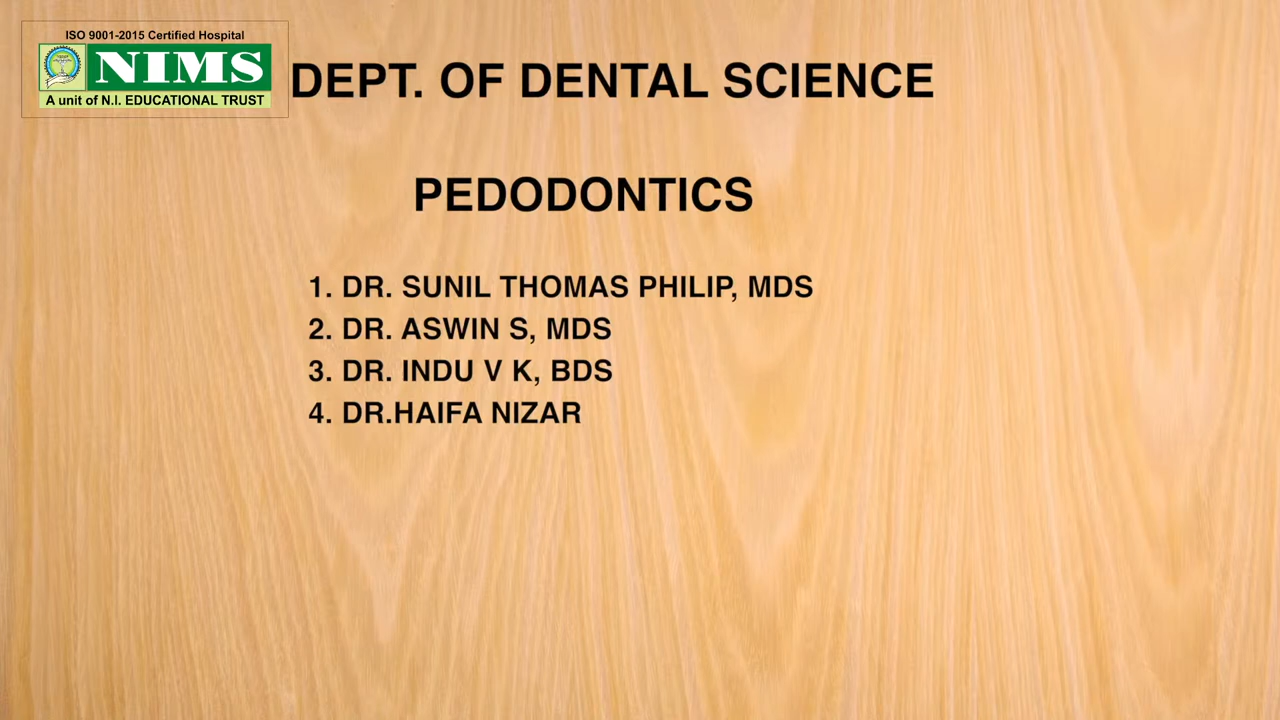 ISO 9001-2015 Certified Hospital
NIMS
A unit of N.I. EDUCATIONAL TRUST
DEPT. OF DENTAL SCIENCE
PEDODONTICS
1. DR. SUNIL THOMAS PHILIP, MDS
2. DR. ASWIN S, MDS
3. DR. INDU V K, BDS
4. DR.HAIFA NIZAR